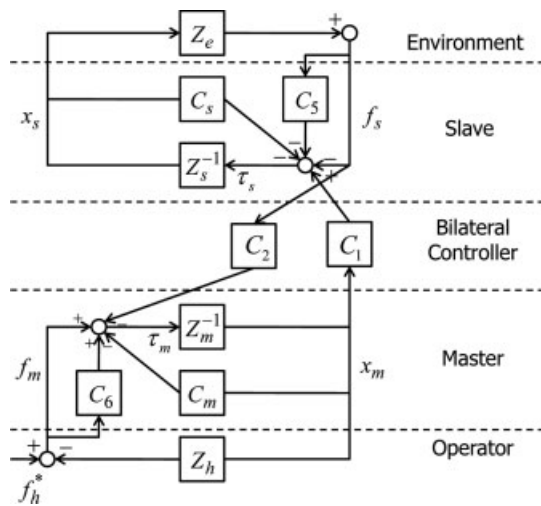 +
Z_e
Environment
C_s
C_5
x_s
f_s
Slave
−
−
−
Z_s^{-1}
τ_s
+
Bilateral
Controller
C_2
C_1
+
−
Z_m^{-1}
+
−
τ_m
f_m
C_6
C_m
x_m
Master
+
−
Z_h
Operator
f_h^*